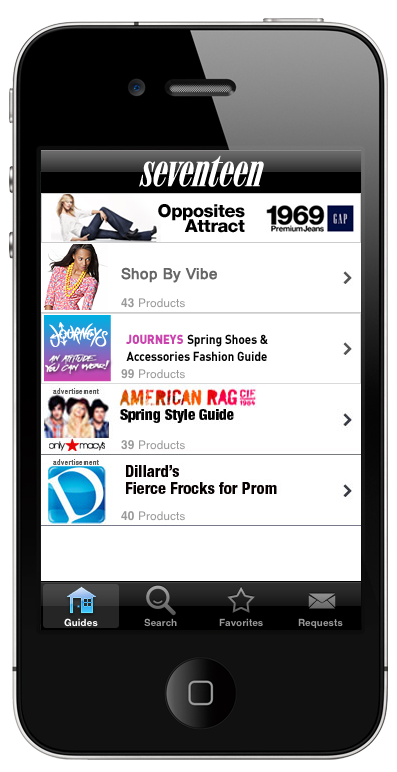 seventeen
Opposites
Attract
1969
Premium Jeans
GAP
Shop By Vibe
43 Products
JOURNEYS
AN ATTITUDE
YOU CAN WEAR!
JOURNEYS Spring Shoes &
Accessories Fashion Guide
99 Products
advertisement
only ★ macy's
AMERICAN RAG CIE
1984
Spring Style Guide
39 Products
advertisement
D
Dillard's
Fierce Frocks for Prom
40 Products
Guides
Search
Favorites
Requests